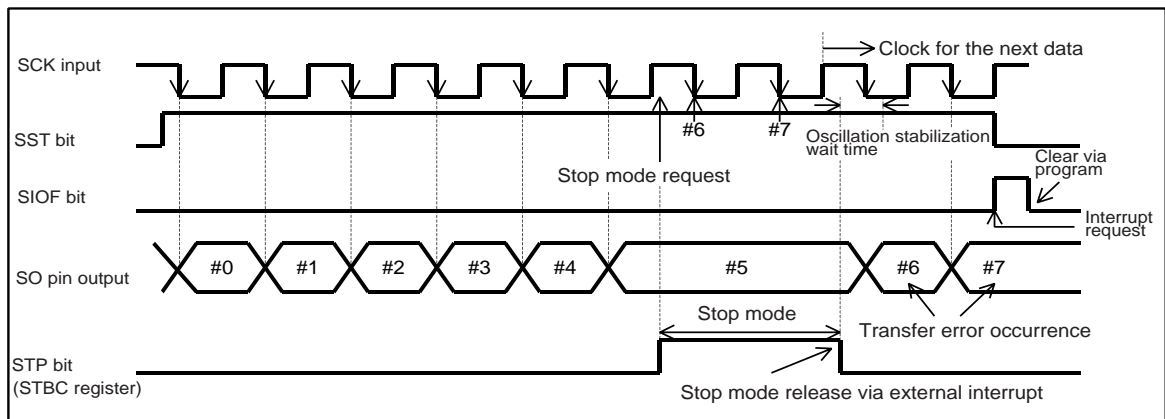 Clock for the next data
SCK input
#6
#7
Oscillation stabilization
wait time
SST bit
Stop mode request
Clear via
program
SIOF bit
Interrupt
request
SO pin output
#0
#1
#2
#3
#4
#5
#6
#7
Stop mode
Transfer error occurrence
STP bit
(STBC register)
Stop mode release via external interrupt